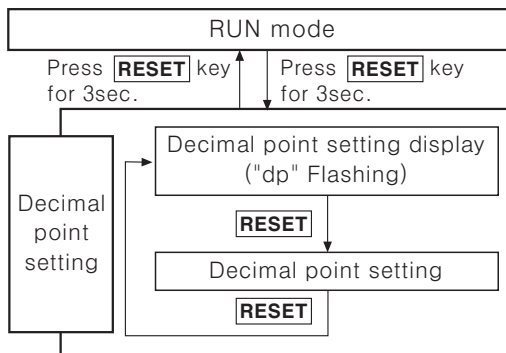 RUN mode
Press RESET key
for 3sec.
Press RESET key
for 3sec.
Decimal
point
setting
Decimal point setting display
("dp" Flashing)
RESET
Decimal point setting
RESET